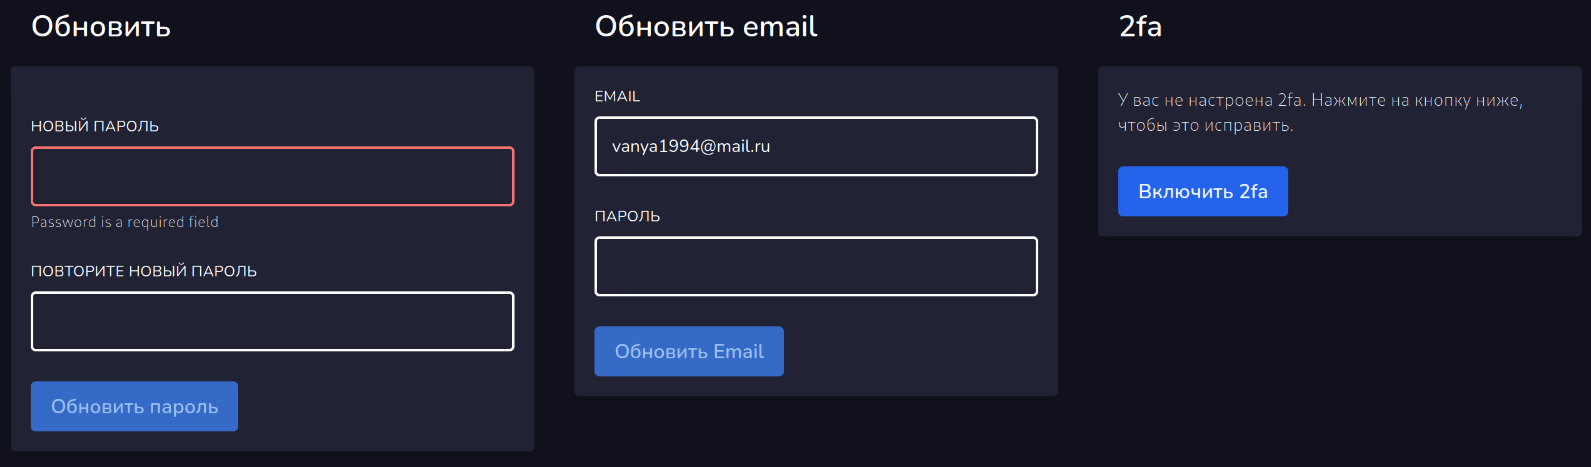 Обновить
НОВЫЙ ПАРОЛЬ
Password is a required field
ПОВТОРИТЕ НОВЫЙ ПАРОЛЬ
Обновить пароль
Обновить email
EMAIL
vanya1994@mail.ru
ПАРОЛЬ
Обновить Email
2fa
У вас не настроена 2fa. Нажмите на кнопку ниже,
чтобы это исправить.
Включить 2fa